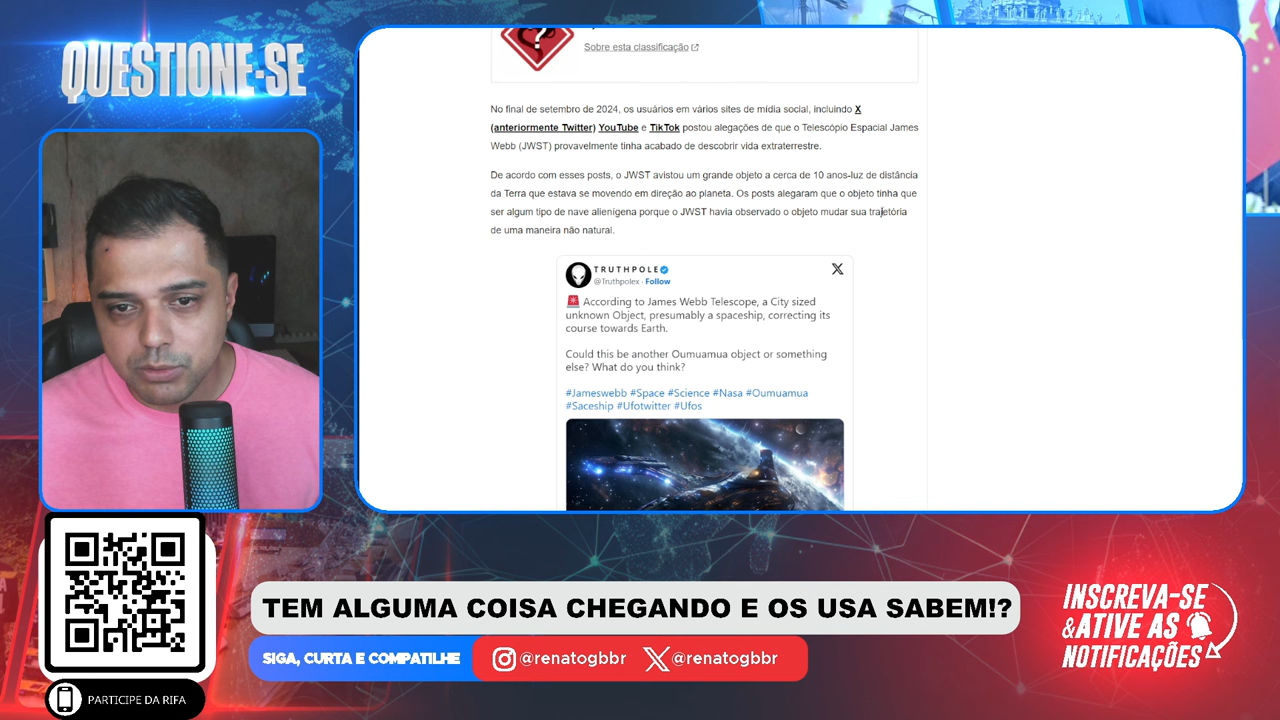 QUESTIONE-SE
Sobre esta classificação
No final de setembro de 2024, os usuários em vários sites de mídia social, incluindo X
(anteriormente Twitter) YouTube e TikTok postou alegações de que o Telescópio Espacial James
Webb (JWST) provavelmente tinha acabado de descobrir vida extraterrestre.
De acordo com esses posts, o JWST avistou um grande objeto a cerca de 10 anos-luz de distância
da Terra que estava se movendo em direção ao planeta. Os posts alegaram que o objeto tinha que
ser algum tipo de nave alienígena porque o JWST havia observado o objeto mudar sua trajetória
de uma maneira não natural.
TRUTHPOLE
@Truthpolex · Follow
🚨 According to James Webb Telescope, a City sized
unknown Object, presumably a spaceship, correcting its
course towards Earth.
Could this be another Oumuamua object or something
else? What do you think?
#Jameswebb #Space #Science #Nasa #Oumuamua
#Saceship #Ufotwitter #Ufos
TEM ALGUMA COISA CHEGANDO E OS USA SABEM!?
SIGA, CURTA E COMPATILHE
@renatogbbr
@renatogbbr
INSCREVA-SE
&ATIVE AS
NOTIFICAÇÕES
PARTICIPE DA RIFA